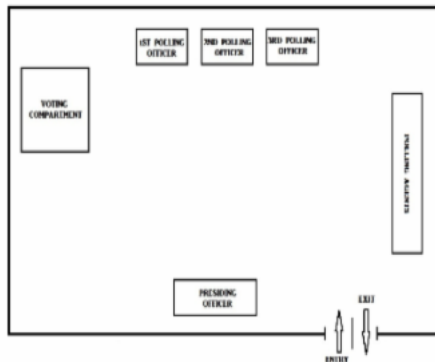 1ST POLLING
OFFICER
2ND POLLING
OFFICER
3RD POLLING
OFFICER
VOTING
COMPARTMENT
POLLING AGENTS
PRESIDING
OFFICER
EXIT
ENTRY